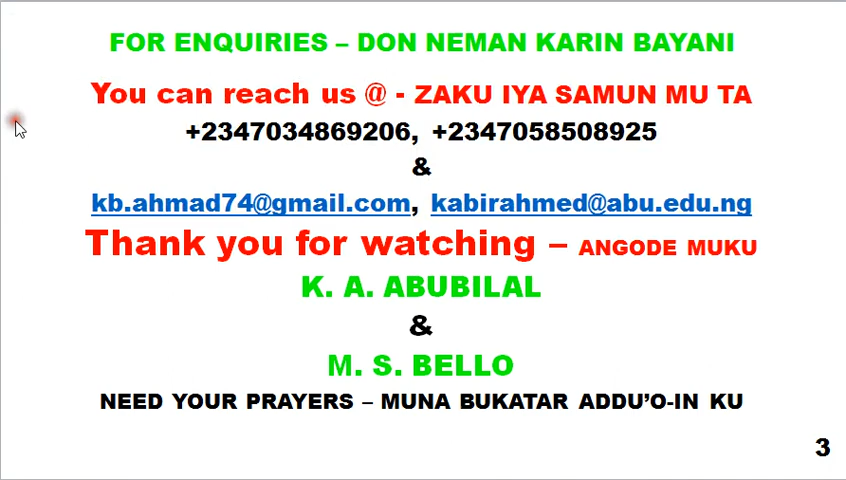 FOR ENQUIRIES – DON NEMAN KARIN BAYANI
You can reach us @ - ZAKU IYA SAMUN MU TA
+2347034869206, +2347058508925
&
kb.ahmad74@gmail.com, kabirahmed@abu.edu.ng
Thank you for watching – ANGODE MUKU
K. A. ABUBILAL
&
M. S. BELLO
NEED YOUR PRAYERS – MUNA BUKATAR ADDU’O-IN KU
3